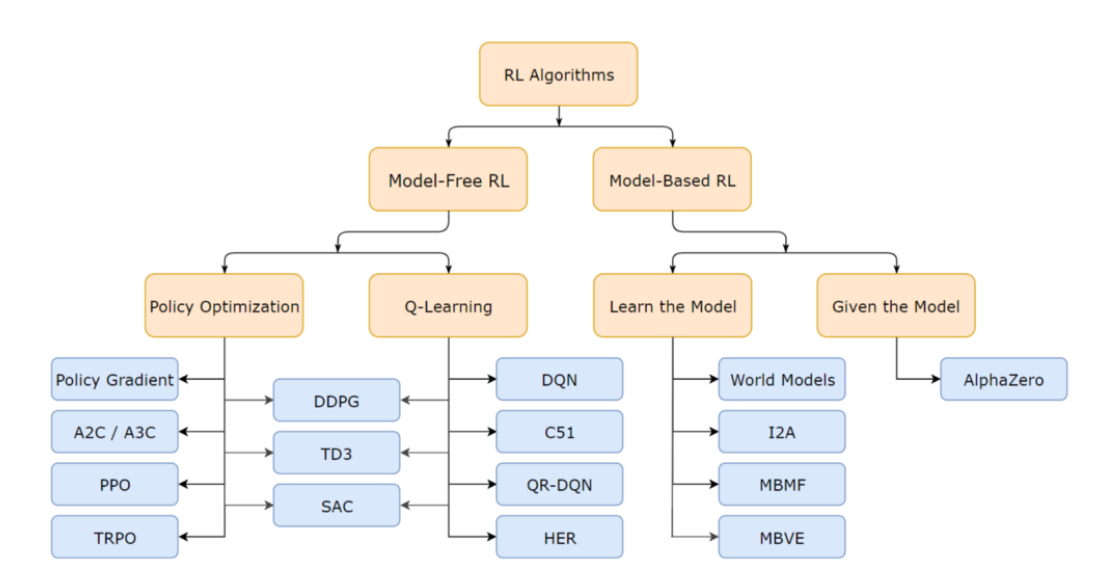 RL Algorithms
Model-Free RL
Model-Based RL
Policy Optimization
Q-Learning
Learn the Model
Given the Model
Policy Gradient
DDPG
DQN
World Models
AlphaZero
A2C / A3C
TD3
C51
I2A
PPO
SAC
QR-DQN
MBMF
TRPO
HER
MBVE